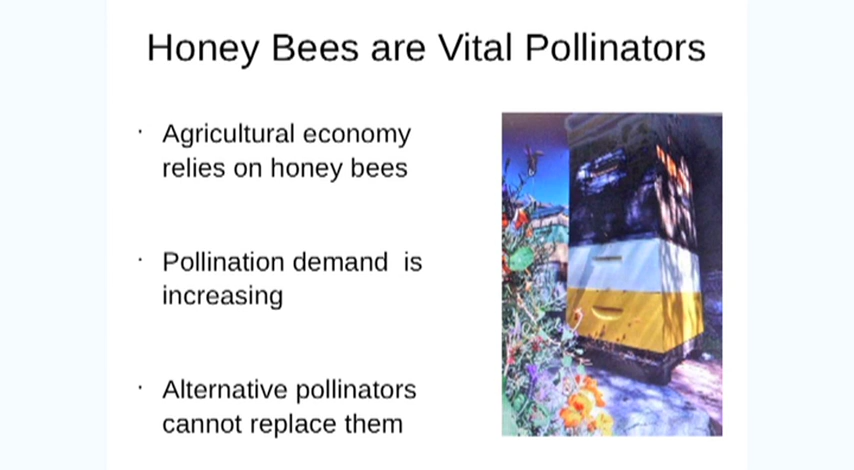 Honey Bees are Vital Pollinators
· Agricultural economy
relies on honey bees
· Pollination demand  is
increasing
· Alternative pollinators
cannot replace them